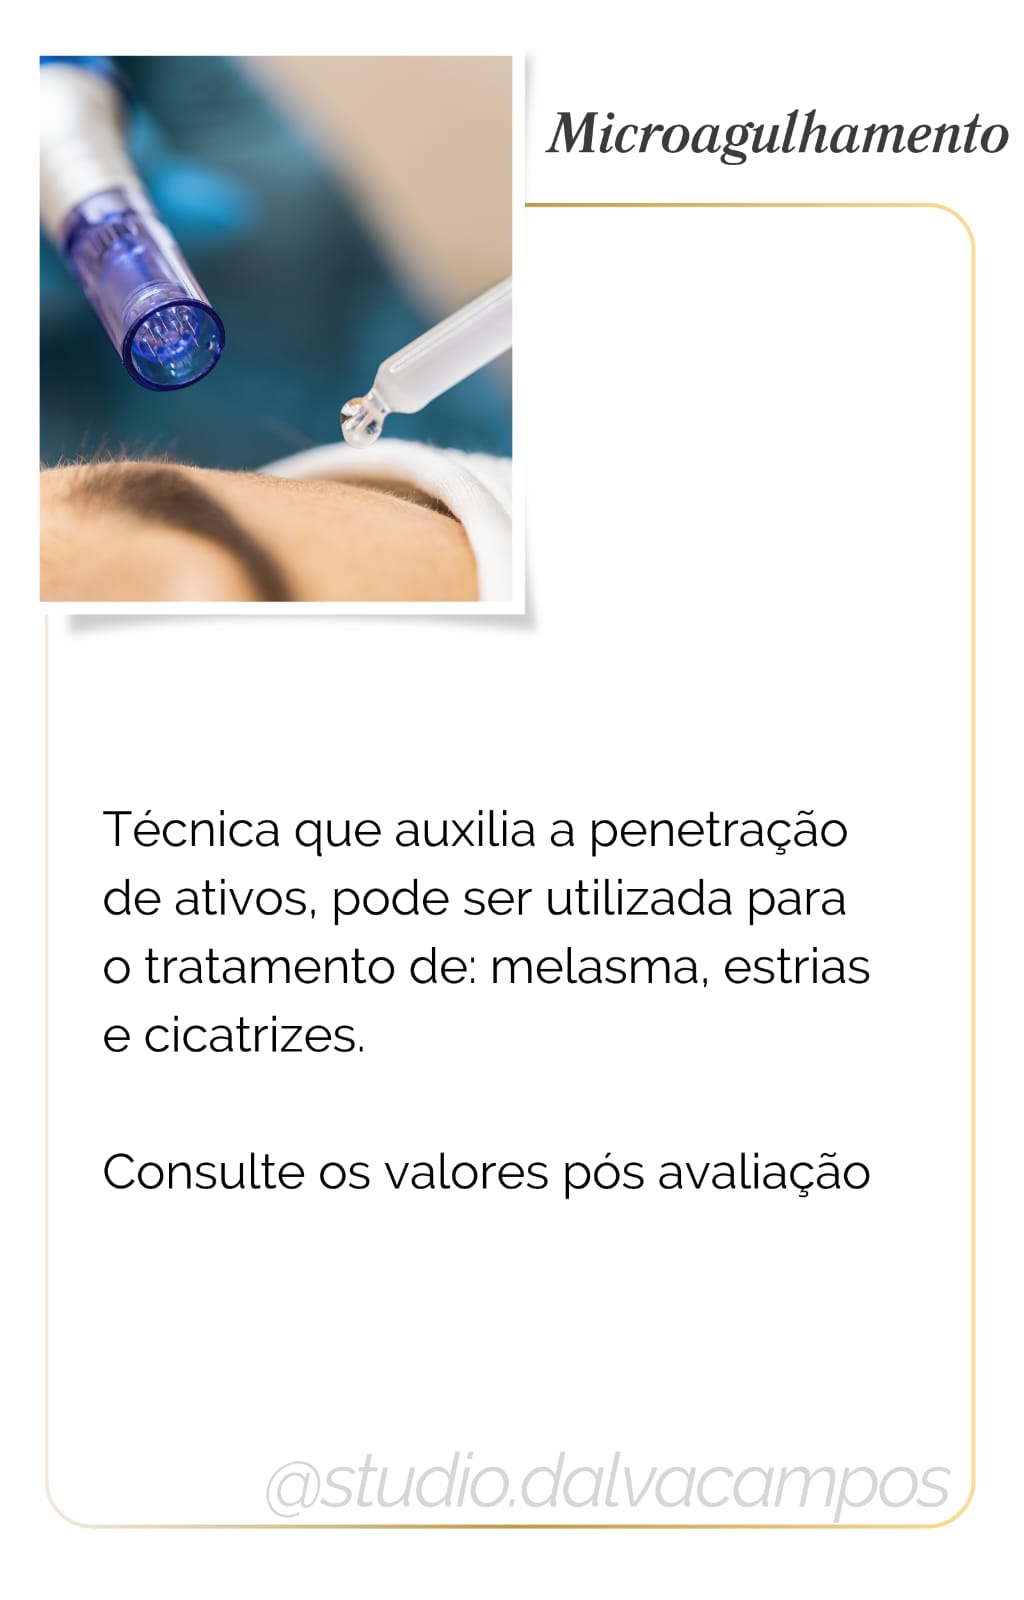 Microagulhamento
Técnica que auxilia a penetração
de ativos, pode ser utilizada para
o tratamento de: melasma, estrias
e cicatrizes.
Consulte os valores pós avaliação
@studio.dalvacampos